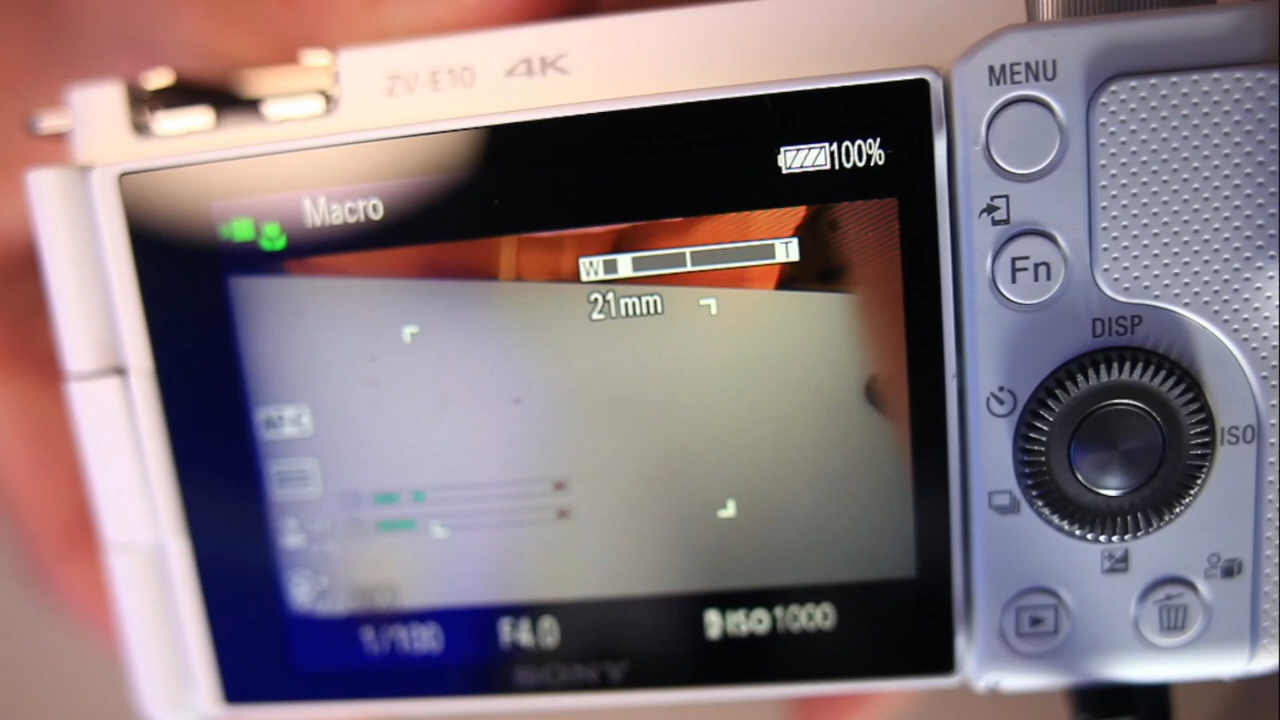 ZV-E10 4K
MENU
100%
Macro
W T
21mm
Fn
DISP
ISO
1/100 F4.0 ISO 1000
SONY